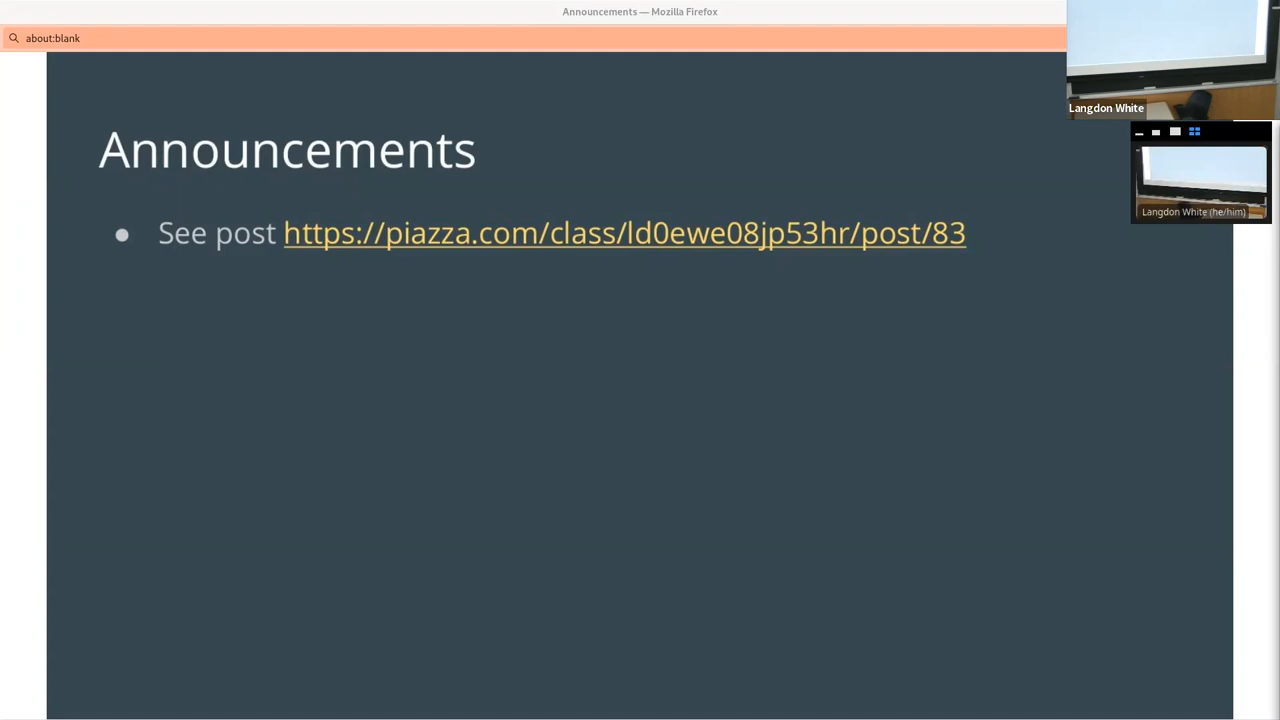 Announcements — Mozilla Firefox
about:blank
Langdon White
Announcements
Langdon White (he/him)
● See post https://piazza.com/class/ld0ewe08jp53hr/post/83